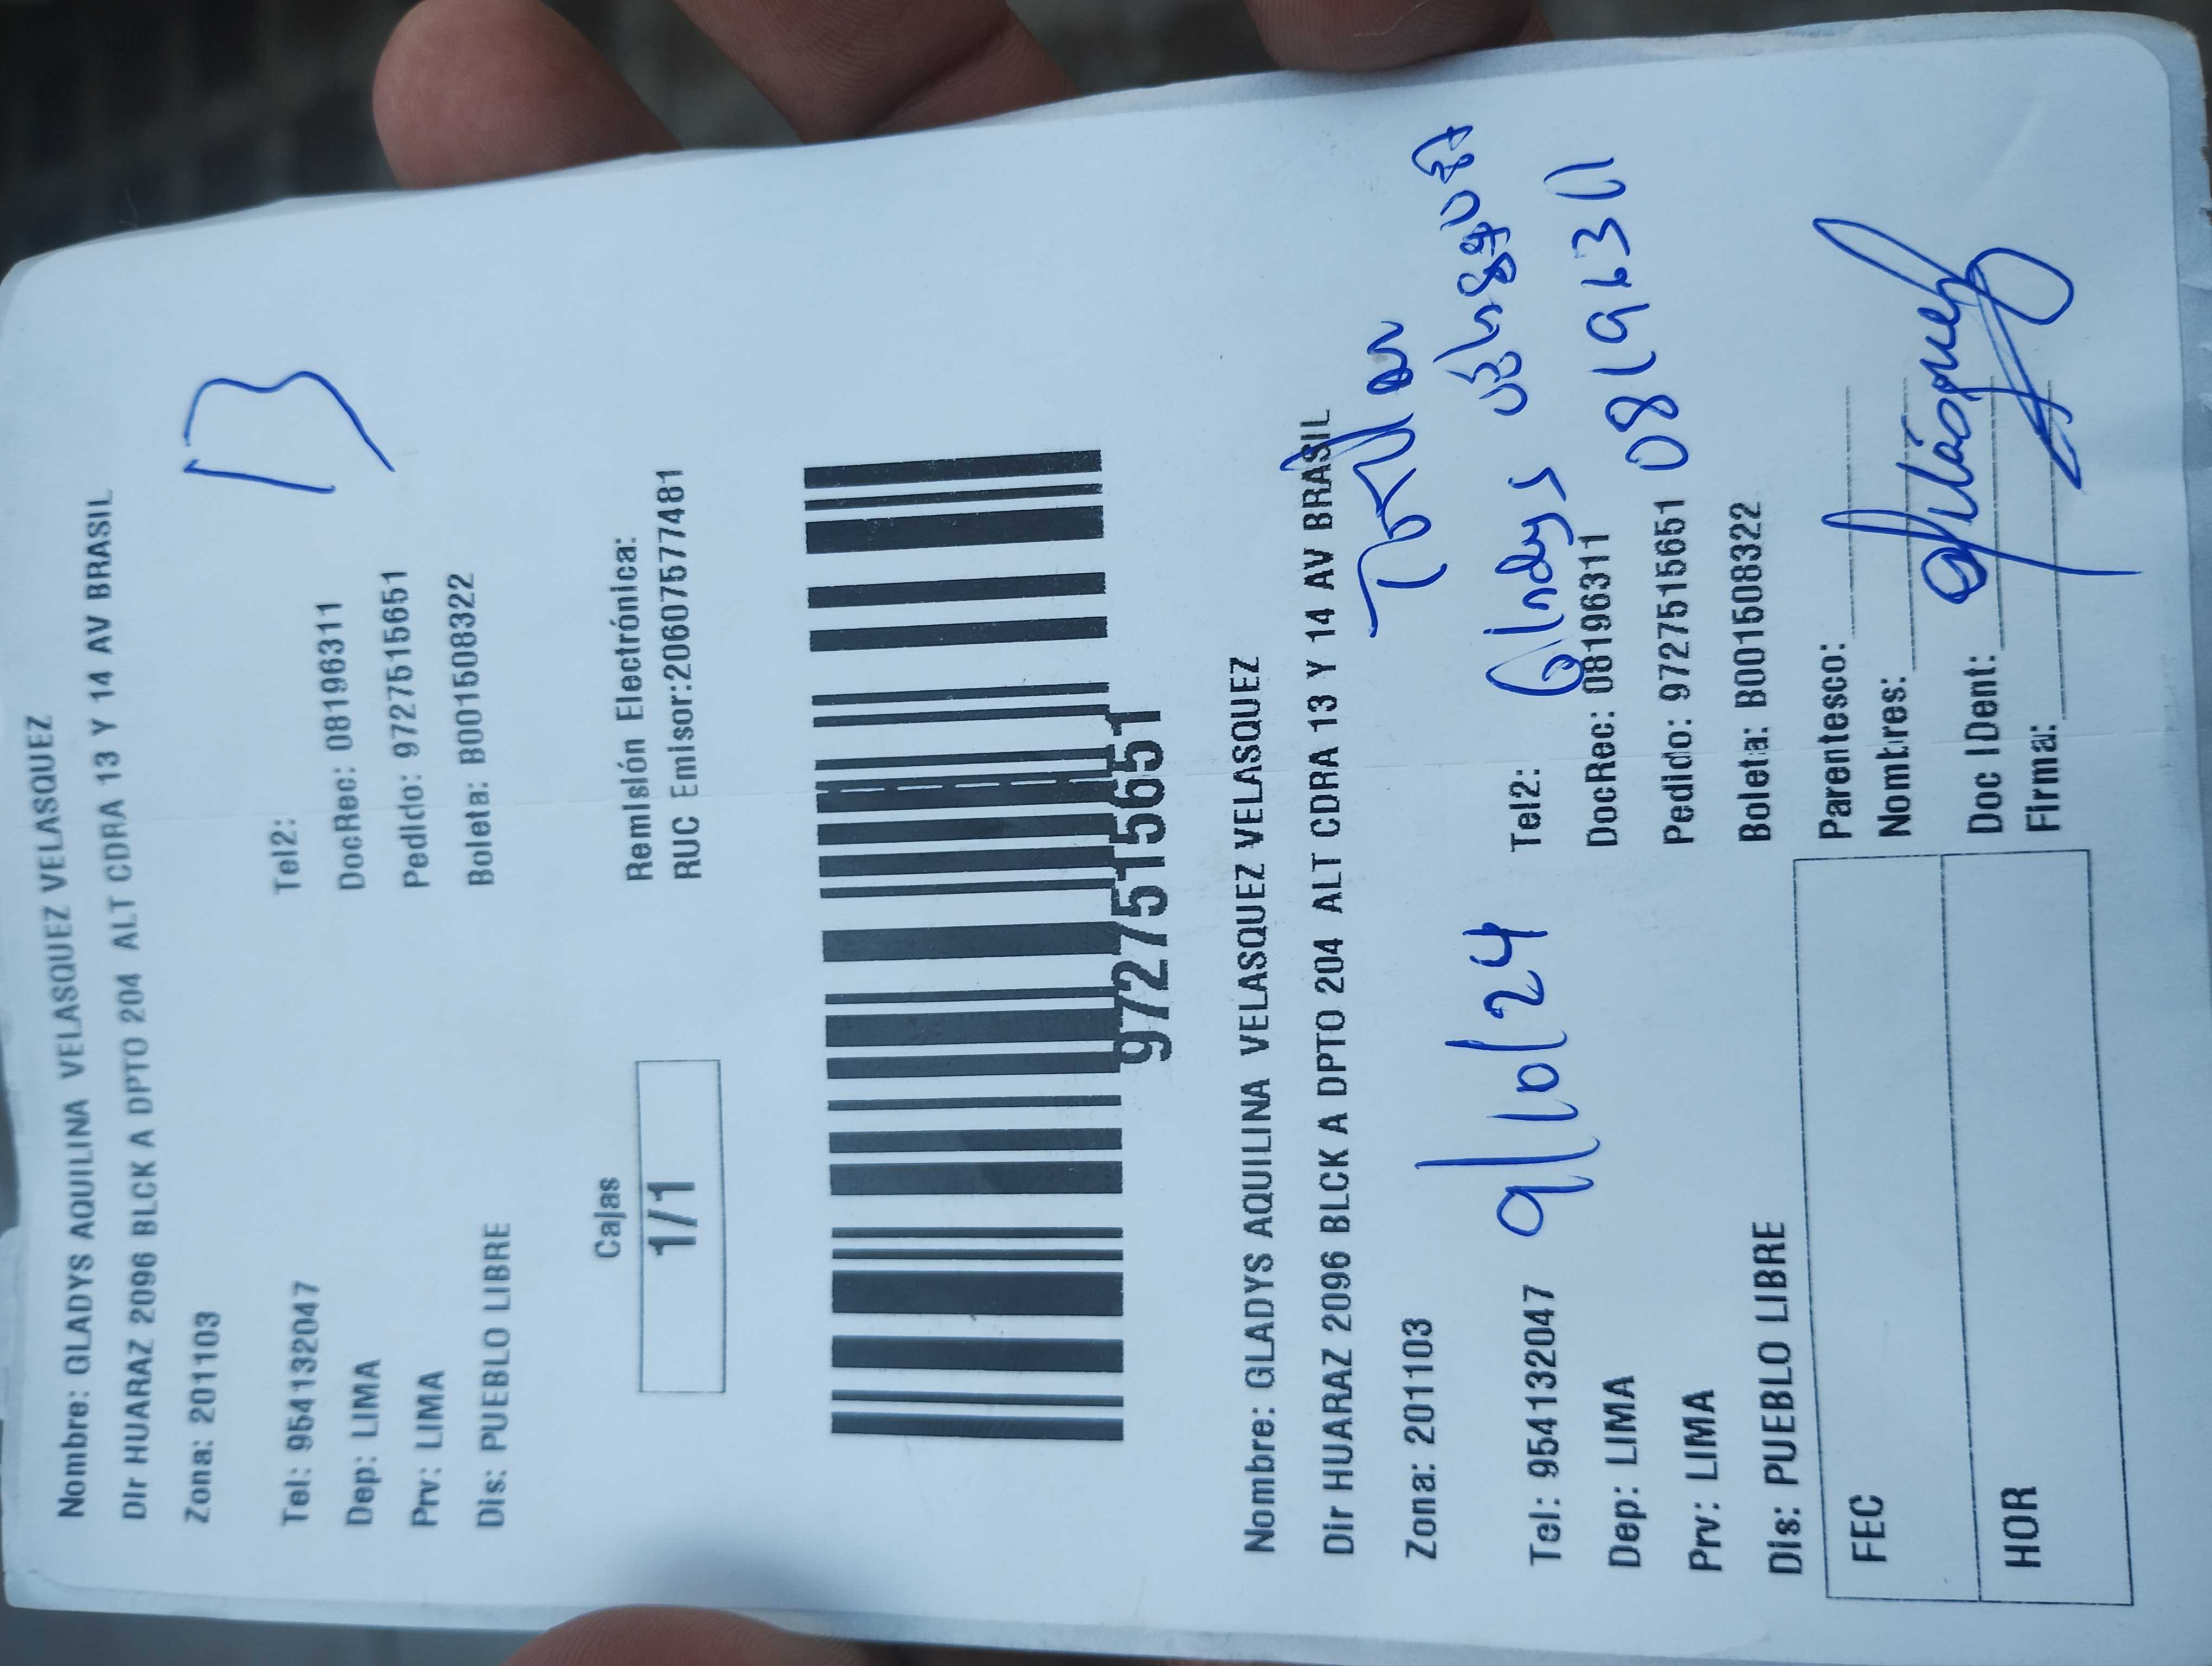 Nombre: GLADYS AQUILINA VELASQUEZ VELASQUEZ
Dir HUARAZ 2096 BLCK A DPTO 204 ALT CDRA 13 Y 14 AV BRASIL
Zona: 201103
13
Tel: 954132047 Tel2:
Dep: LIMA DocRec: 08196311
Prv: LIMA Pedido: 9727515651
Dis: PUEBLO LIBRE Boleta: B001508322
Cajas Remisión Electrónica:
1/1 RUC Emisor:20607577481
9727515651
Nombre: GLADYS AQUILINA VELASQUEZ VELASQUEZ
Dir HUARAZ 2096 BLCK A DPTO 204 ALT CDRA 13 Y 14 AV BRASIL
Zona: 201103
Tel: 954132047 9/10/24 Tel2: Gladys
Dep: LIMA DocRec: 08196311
Prv: LIMA Pedido: 9727515651 08196311
Dis: PUEBLO LIBRE Boleta: B001508322
FEC Parentesco:
Nombres:
HOR Doc IDent:
Firma: